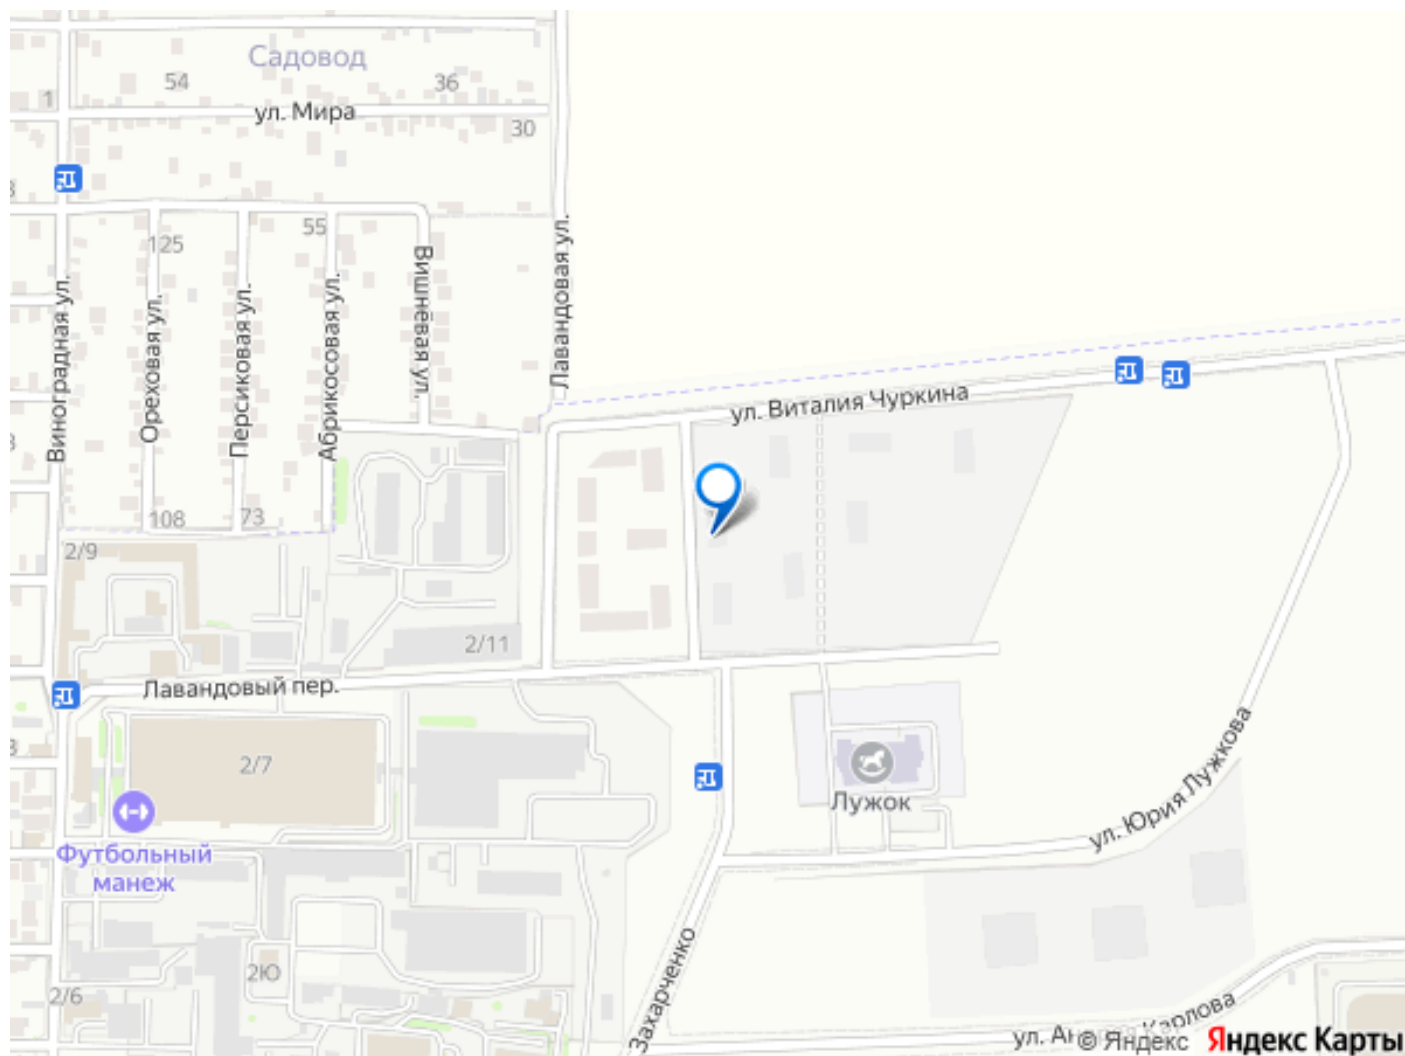 Садовод
54
36
1
ул. Мира
30
125
55
Виноградная ул.
Ореховая ул.
Персиковая ул.
Абрикосовая ул.
Вишнёвая ул.
Лавандовая ул.
ул. Виталия Чуркина
108
73
2/9
2/11
Лавандовый пер.
2/7
Лужок
ул. Юрия Лужкова
Футбольный
манеж
Захарченко
2Ю
2/6
Карлова
© Яндекс
Яндекс Карты